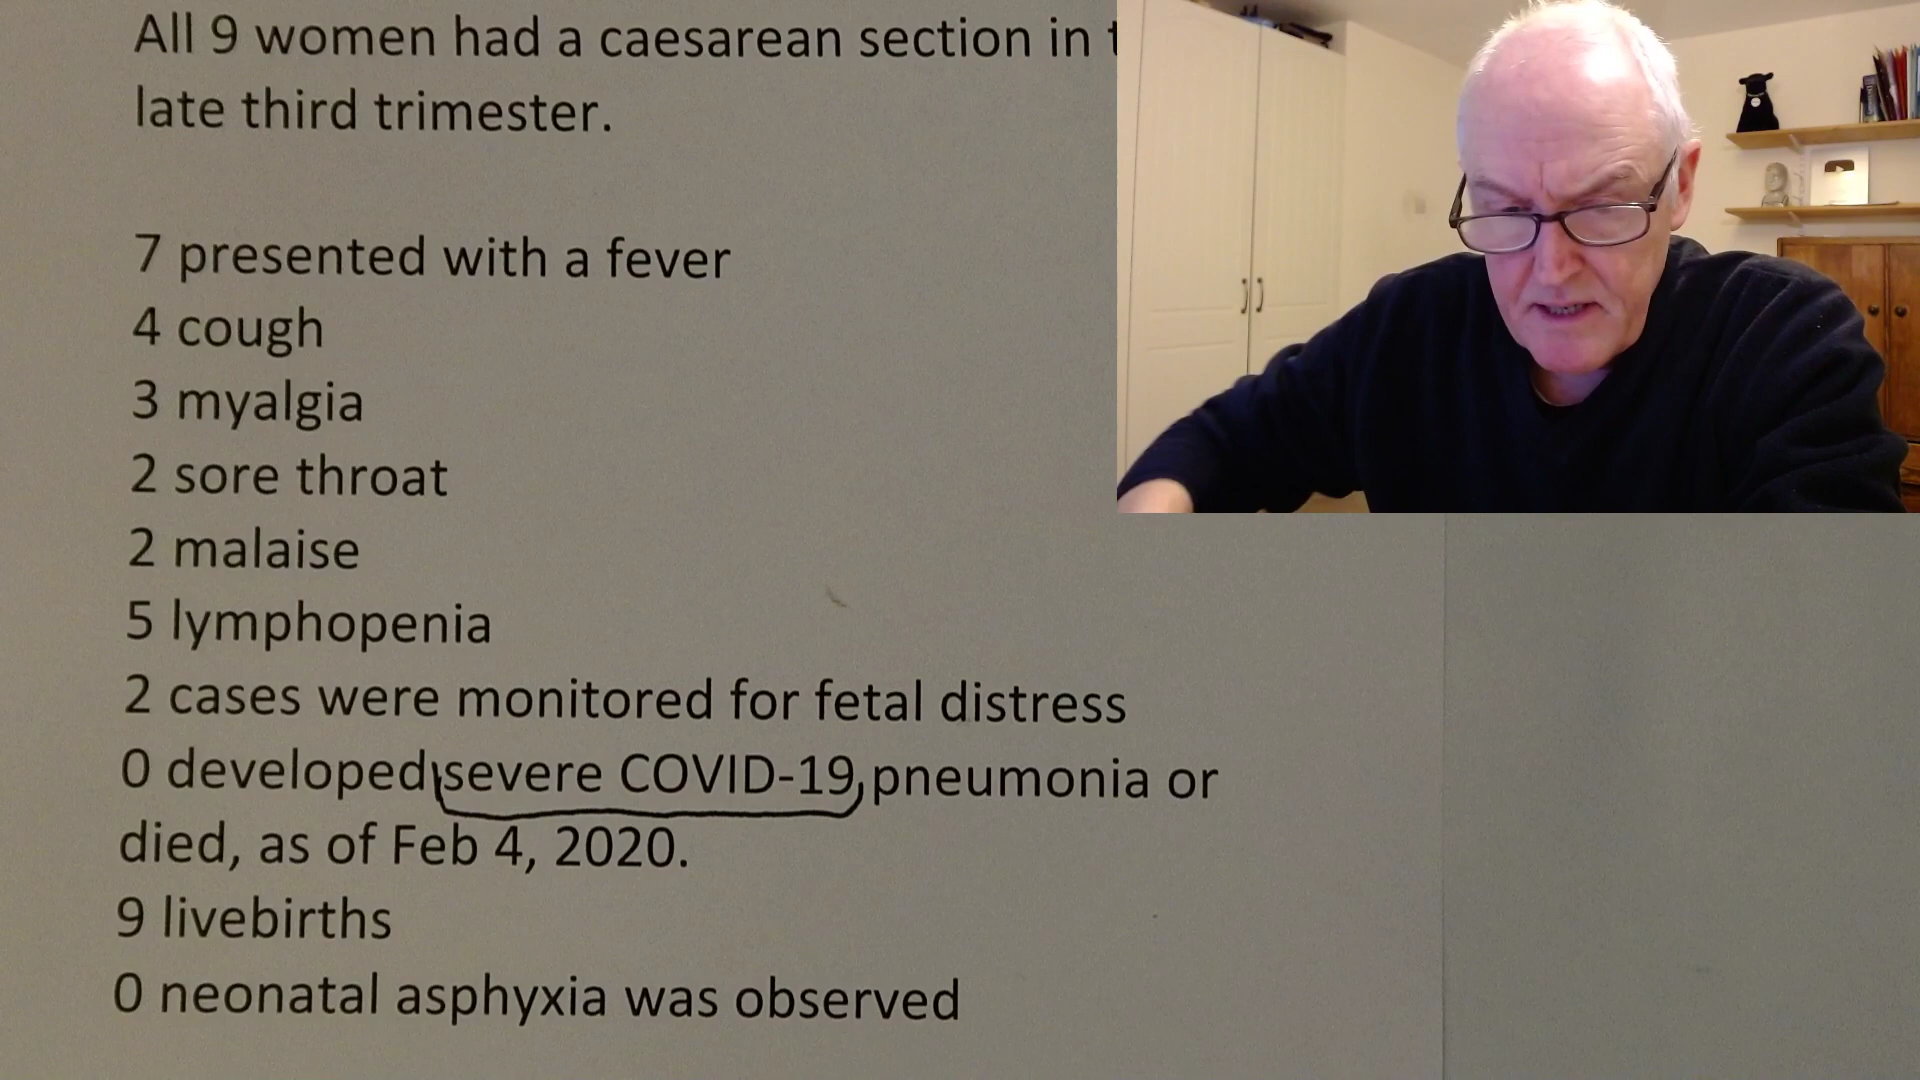 All 9 women had a caesarean section in
late third trimester.
7 presented with a fever
4 cough
3 myalgia
2 sore throat
2 malaise
5 lymphopenia
2 cases were monitored for fetal distress
0 developed severe COVID-19 pneumonia or
died, as of Feb 4, 2020.
9 livebirths
0 neonatal asphyxia was observed